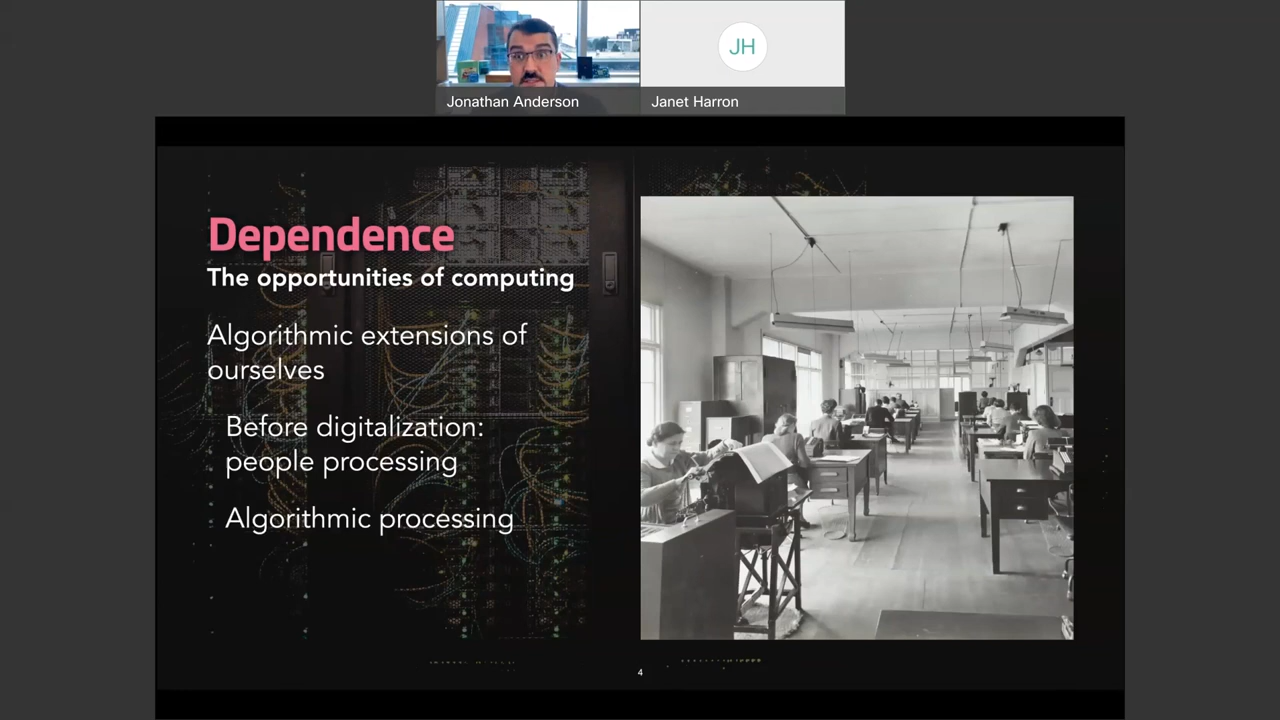 JH
Jonathan Anderson
Janet Harron
Dependence
The opportunities of computing
Algorithmic extensions of
ourselves
Before digitalization:
people processing
Algorithmic processing
4